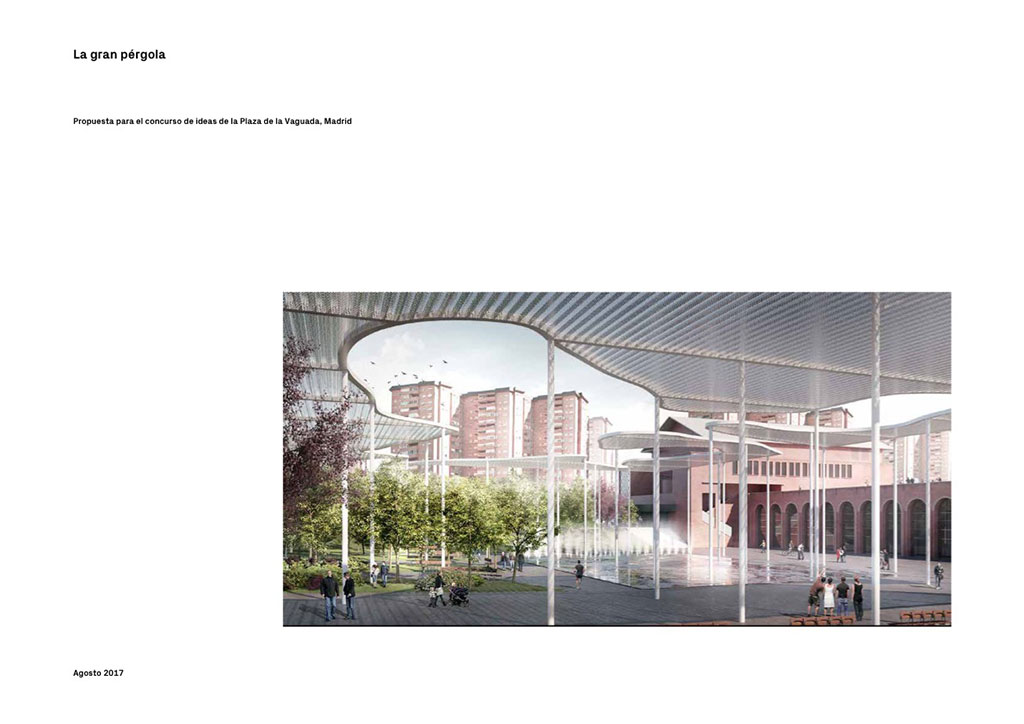 La gran pérgola
Propuesta para el concurso de ideas de la Plaza de la Vaguada, Madrid
Agosto 2017